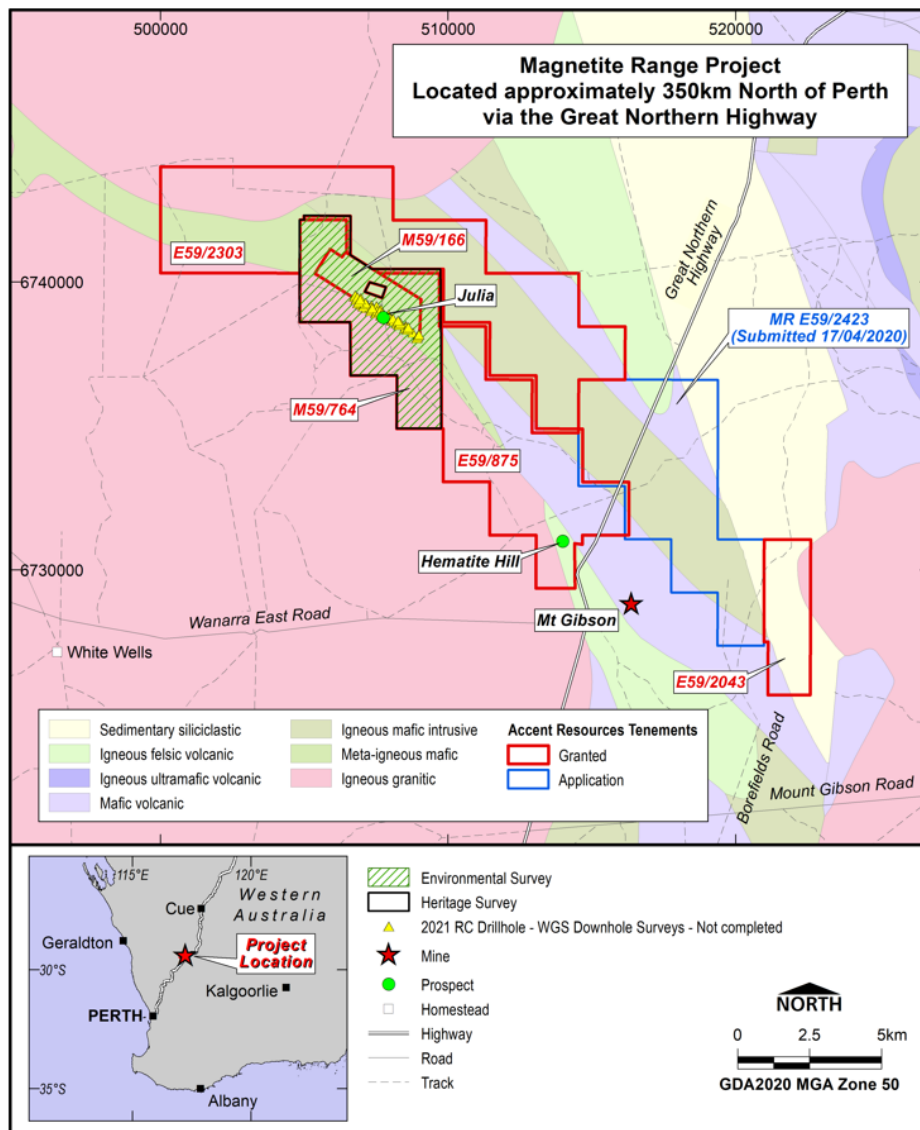 500000
510000
520000
Magnetite Range Project
Located approximately 350km North of Perth
via the Great Northern Highway
E59/2303
M59/166
Great Northern
Highway
6740000
Julia
MR E59/2423
(Submitted 17/04/2020)
M59/764
E59/875
Hematite Hill
6730000
Wanarra East Road
Mt Gibson
White Wells
E59/2043
Borefields Road
Mount Gibson Road
Sedimentary siliciclastic
Igneous felsic volcanic
Igneous ultramafic volcanic
Mafic volcanic
Igneous mafic intrusive
Meta-igneous mafic
Igneous granitic
Accent Resources Tenements
Granted
Application
115°E
120°E
Western
Australia
Cue
Geraldton
Project
Location
30°S
Kalgoorlie
PERTH
35°S
Albany
Environmental Survey
Heritage Survey
2021 RC Drillhole - WGS Downhole Surveys - Not completed
Mine
Prospect
Homestead
Highway
Road
Track
NORTH
0 2.5 5km
GDA2020 MGA Zone 50